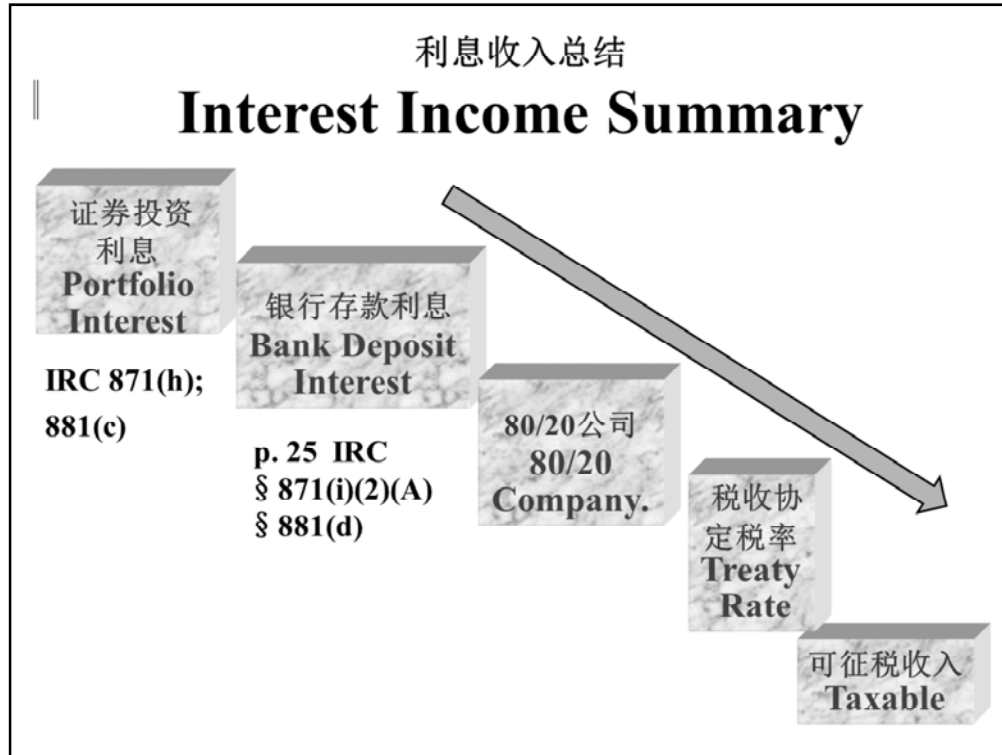 利息收入总结
Interest Income Summary
证券投资
利息
Portfolio
Interest
IRC 871(h);
881(c)
银行存款利息
Bank Deposit
Interest
p. 25 IRC
§ 871(i)(2)(A)
§ 881(d)
80/20公司
80/20
Company.
税收协
定税率
Treaty
Rate
可征税收入
Taxable